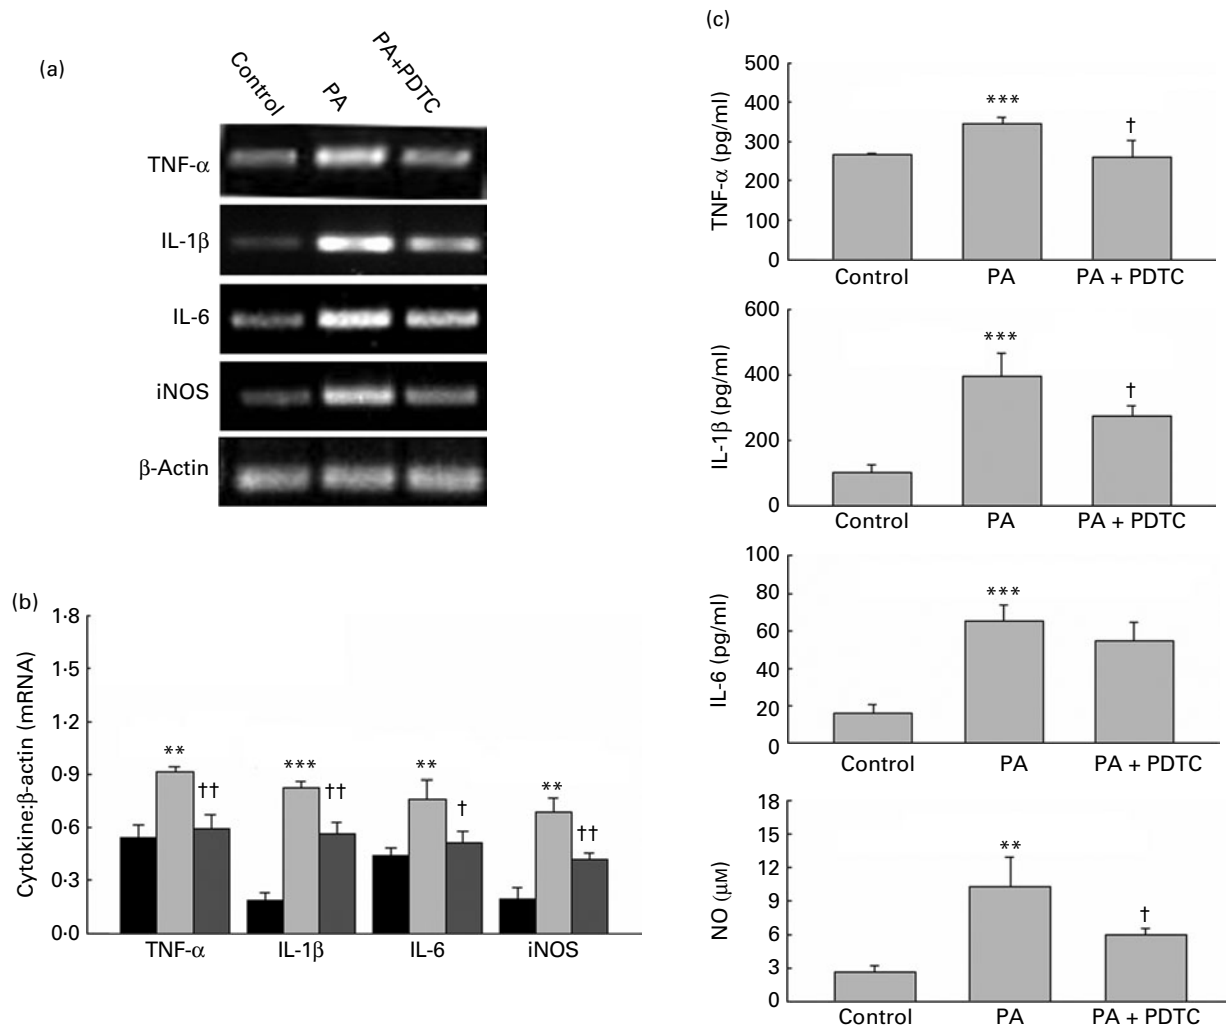 (a)
Control
PA
PA+PDTC
TNF-α
IL-1β
IL-6
iNOS
β-Actin
(b)
Cytokine:β-actin (mRNA)
1·8
1·5
1·2
0·9
0·6
0·3
0·0
**
††
***
††
**
†
**
††
TNF-α
IL-1β
IL-6
iNOS
(c)
TNF-α (pg/ml)
500
400
300
200
100
0
***
†
Control
PA
PA + PDTC
IL-1β (pg/ml)
600
400
200
0
***
†
Control
PA
PA + PDTC
IL-6 (pg/ml)
100
80
60
40
20
0
***
Control
PA
PA + PDTC
NO (μM)
18
15
12
9
6
3
0
**
†
Control
PA
PA + PDTC